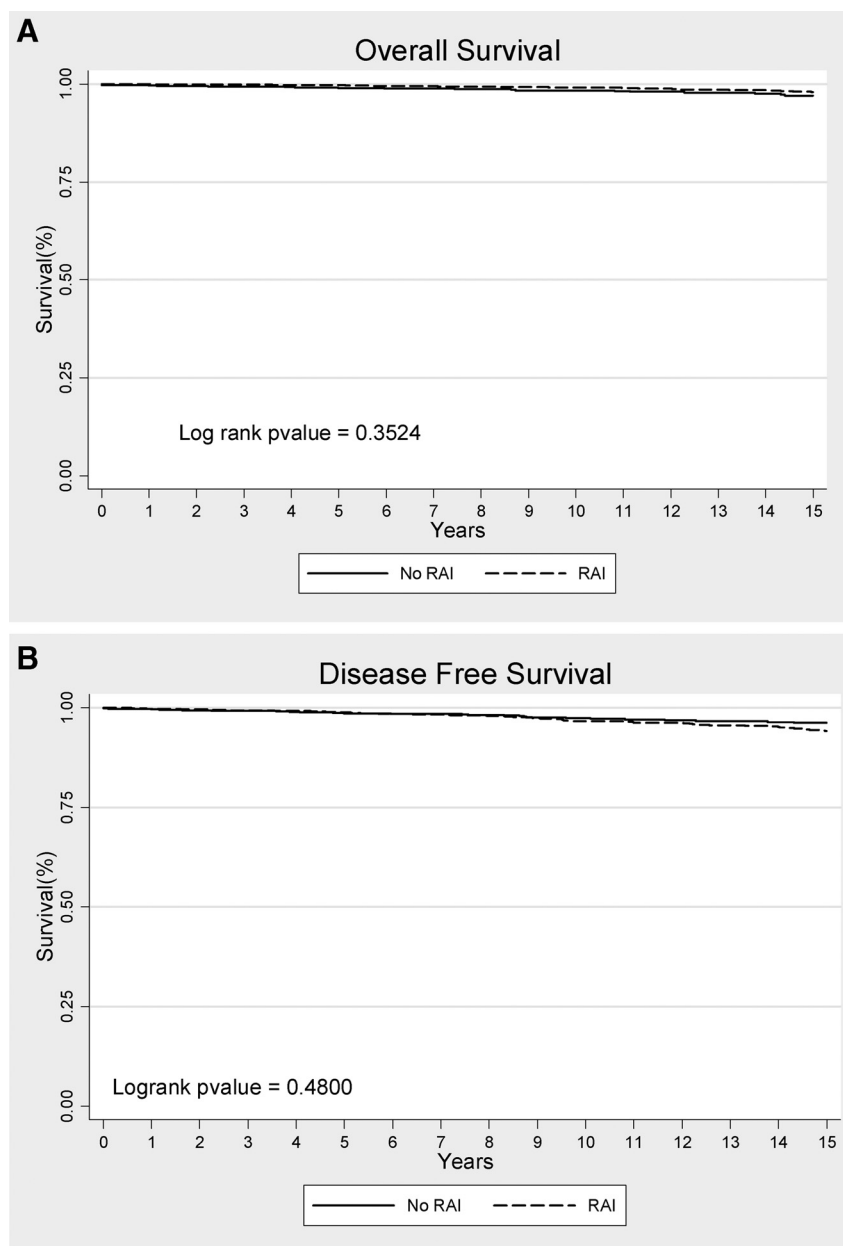 A
Overall Survival
Survival(%)
1.00
0.75
0.50
0.25
0.00
Log rank pvalue = 0.3524
0 1 2 3 4 5 6 7 8 9 10 11 12 13 14 15
Years
No RAI RAI
B
Disease Free Survival
Survival(%)
1.00
0.75
0.50
0.25
0.00
Logrank pvalue = 0.4800
0 1 2 3 4 5 6 7 8 9 10 11 12 13 14 15
Years
No RAI RAI